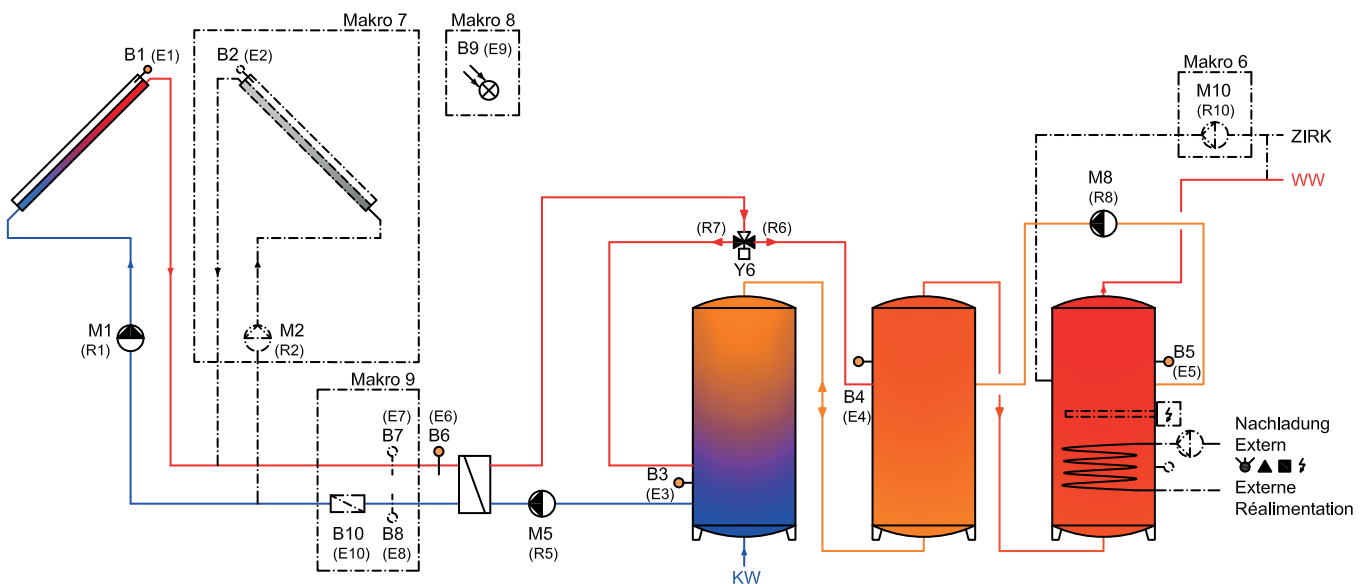 Makro 7
Makro 8
B1 (E1)
B2 (E2)
B9 (E9)
Makro 6
M10
(R10)
ZIRK
WW
M8
(R8)
(R7)
(R6)
Y6
M1
(R1)
M2
(R2)
B5
(E5)
B4
(E4)
Makro 9
(E7)
B7
(E6)
B6
B3
(E3)
B10
(E10)
B8
(E8)
M5
(R5)
Nachladung
Extern
Externe
Réalimentation
KW